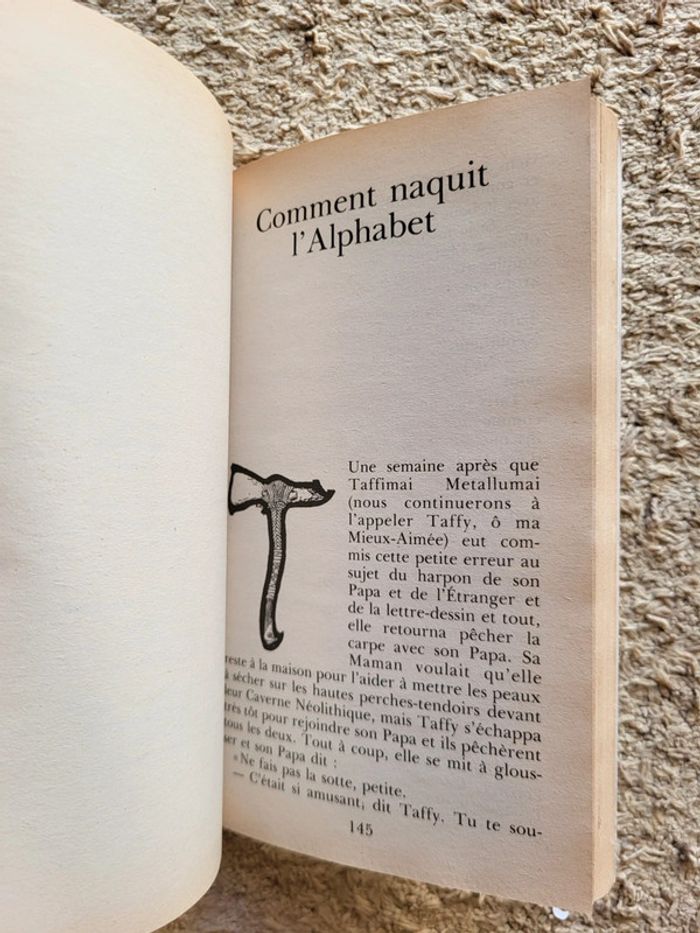 Comment naquit
l'Alphabet
Une semaine après que
Taffimai Metallumai
(nous continuerons à
l'appeler Taffy, ô ma
Mieux-Aimée) eut com-
mis cette petite erreur au
sujet du harpon de son
Papa et de l'Étranger et
de la lettre-dessin et tout,
elle retourna pêcher la
carpe avec son Papa. Sa
Maman voulait qu'elle
reste à la maison pour l'aider à mettre les peaux
à sécher sur les hautes perches-tendoirs devant
leur Caverne Néolithique, mais Taffy s'échappa
très tôt pour rejoindre son Papa et ils pêchèrent
tous les deux. Tout à coup, elle se mit à glous-
ser et son Papa dit :
«Ne fais pas la sotte, petite.
— C'était si amusant, dit Taffy. Tu te sou-
145